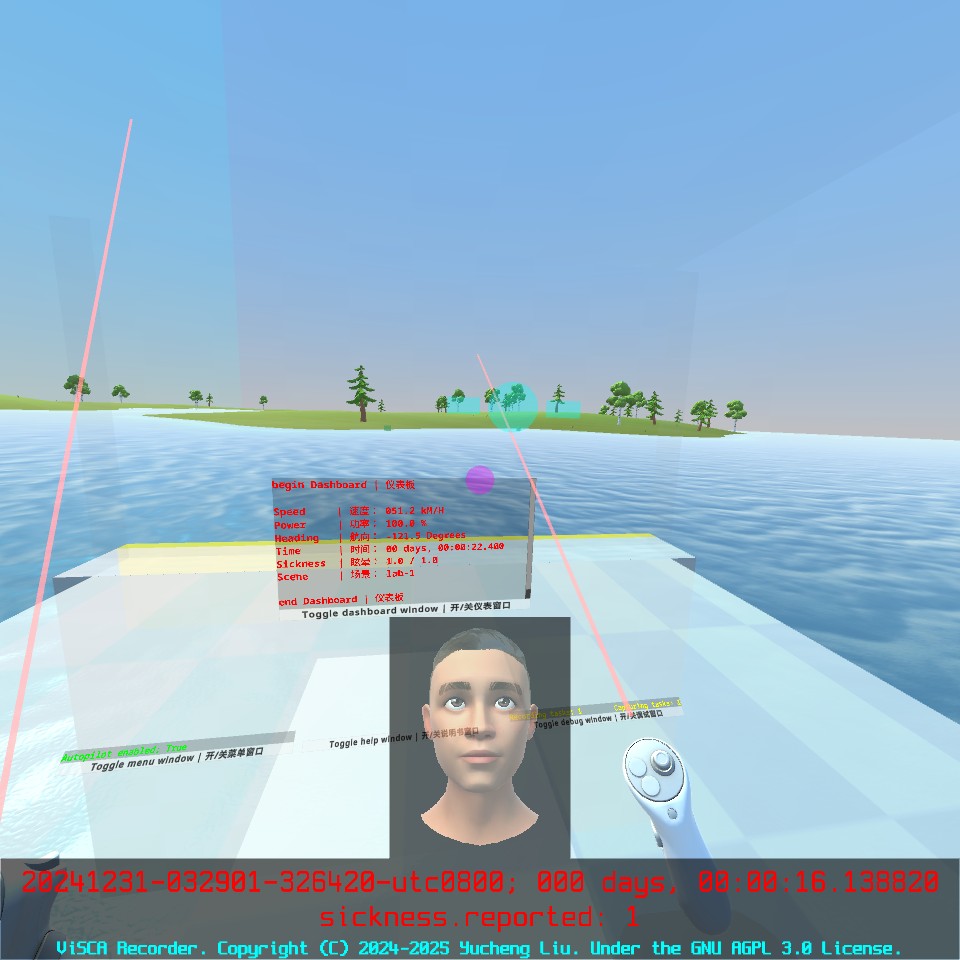 begin Dashboard | 仪表板
Speed | 速度： 051.2 kM/H
Power | 功率： 100.0 %
Heading | 航向： -121.5 Degrees
Time | 时间： 00 days, 00:00:22.400
Sickness | 眩晕： 1.0 / 1.0
Scene | 场景： lab-1
end Dashboard | 仪表板
Toggle dashboard window | 开/关仪表窗口
Capturing tasks: 1
Toggle debug window | 开/关调试窗口
Toggle help window | 开/关说明书窗口
Autopilot enabled: True
Toggle menu window | 开/关菜单窗口
20241231-032901-326420-utc0800; 000 days, 00:00:16.138820
sickness.reported: 1
ViSCA Recorder. Copyright (C) 2024-2025 Yucheng Liu. Under the GNU AGPL 3.0 License.